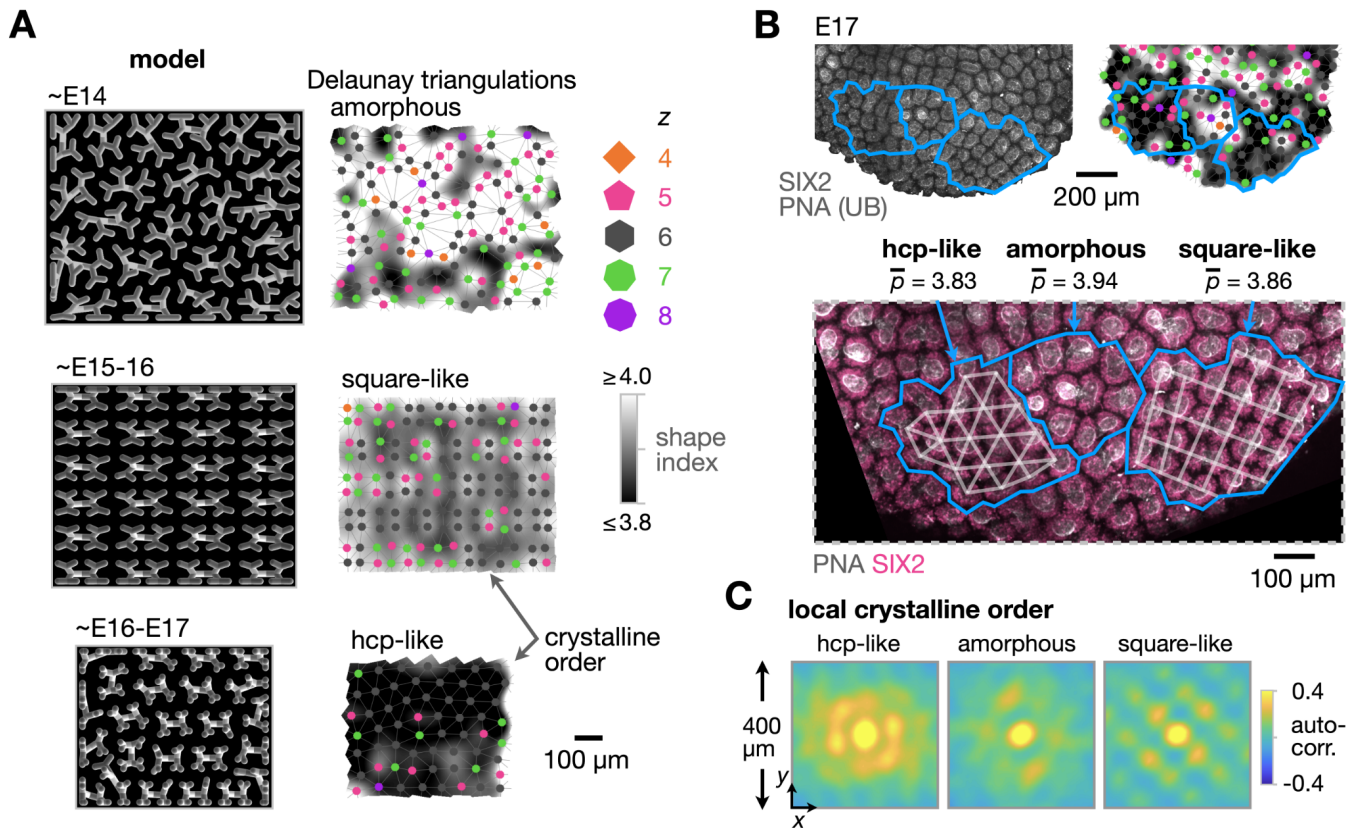 A
model
~E14
Delaunay triangulations
amorphous
z
4
5
6
7
8
~E15-16
square-like
≥4.0
shape
index
≤3.8
~E16-E17
hcp-like
crystalline
order
100 μm
B
E17
SIX2
PNA (UB)
200 μm
hcp-like amorphous square-like
p̅ = 3.83 p̅ = 3.94 p̅ = 3.86
PNA SIX2
100 μm
C
local crystalline order
hcp-like amorphous square-like
400
μm
y
x
0.4
auto-
corr.
-0.4